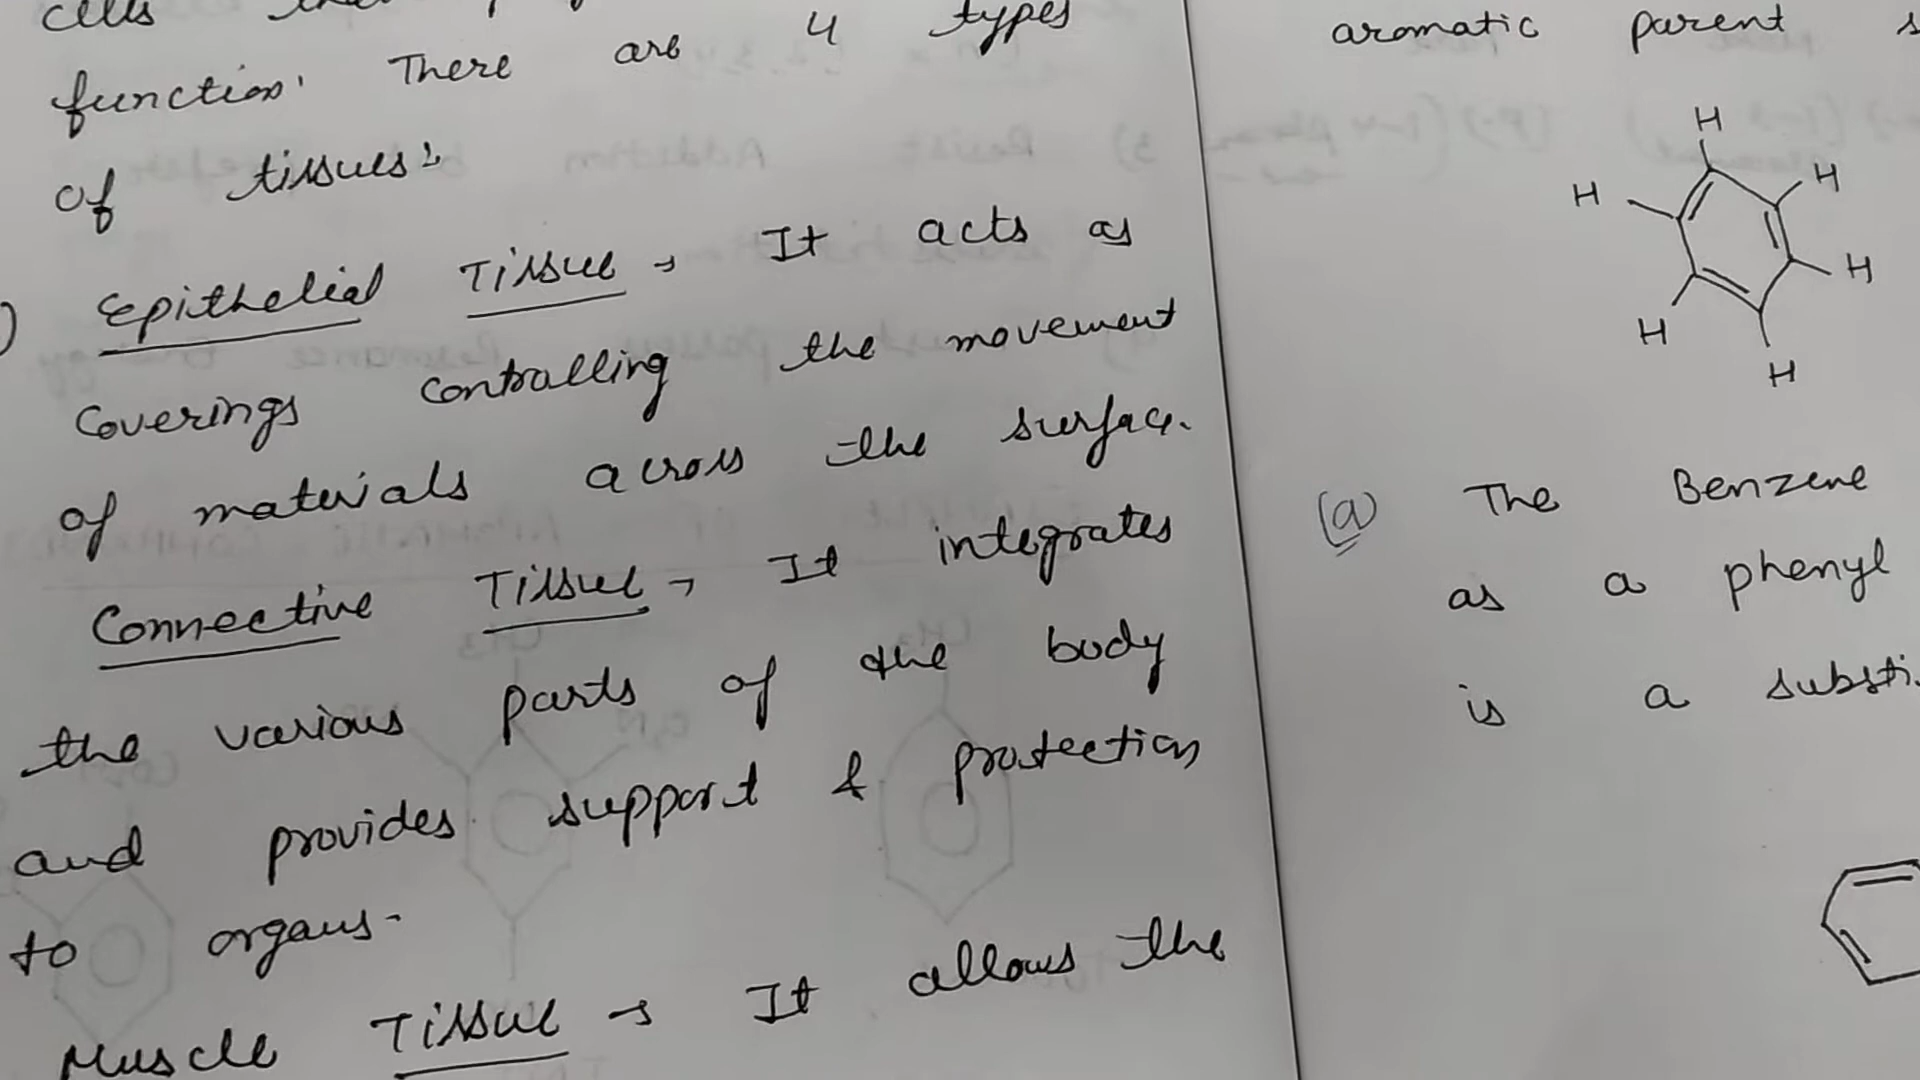 cells
function. There are 4 types
of tissues:
Epithelial Tissue → It acts as
coverings controlling the movement
of materials across the surface.
Connective Tissue → It integrates
the various parts of the body
and provides support & protection
to organs.
Muscle Tissue → It allows the
aromatic parent
H
H
H
H
H
H
(a) The Benzene
as a phenyl
is a substi